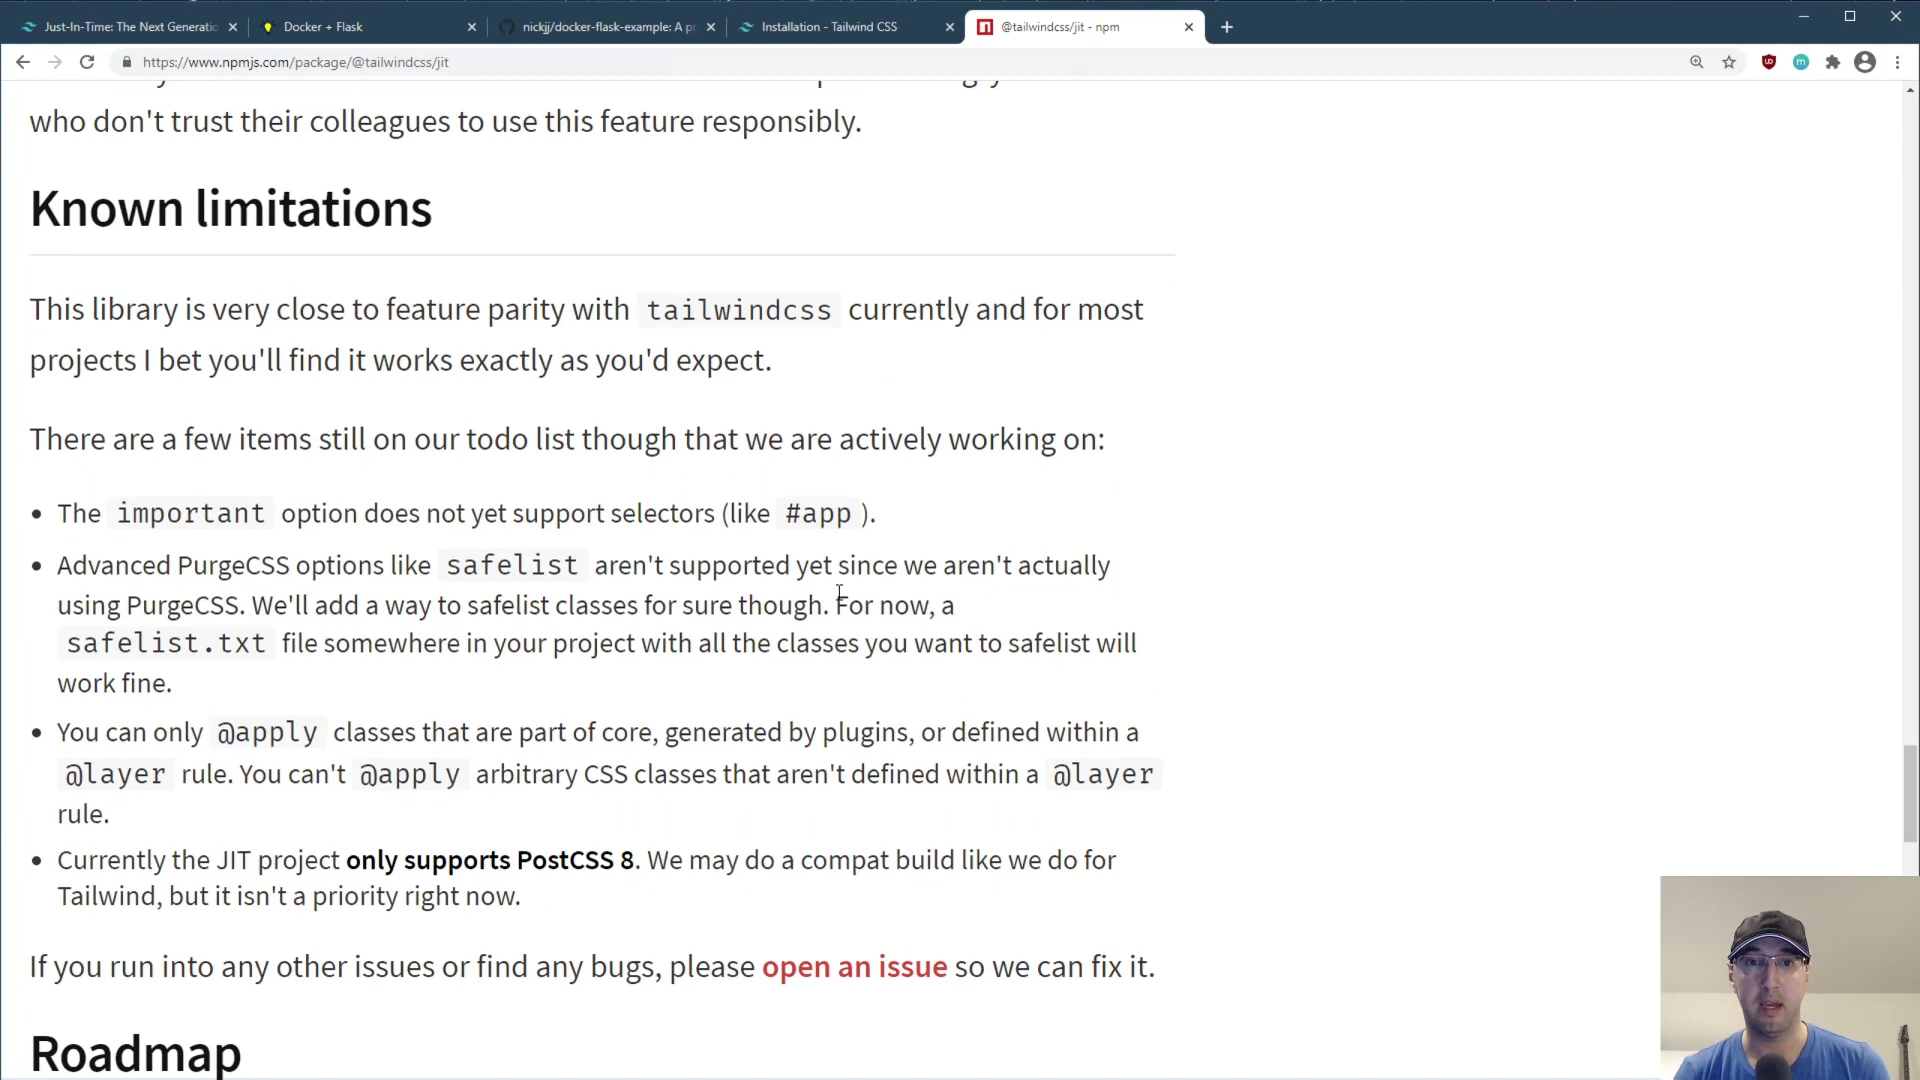 Just-In-Time: The Next Generatio
Docker + Flask
nickjj/docker-flask-example: A pr
Installation - Tailwind CSS
@tailwindcss/jit - npm
https://www.npmjs.com/package/@tailwindcss/jit
who don't trust their colleagues to use this feature responsibly.
Known limitations
This library is very close to feature parity with tailwindcss currently and for most
projects I bet you'll find it works exactly as you'd expect.
There are a few items still on our todo list though that we are actively working on:
• The important option does not yet support selectors (like #app ).
• Advanced PurgeCSS options like safelist aren't supported yet since we aren't actually
using PurgeCSS. We'll add a way to safelist classes for sure though. For now, a
safelist.txt file somewhere in your project with all the classes you want to safelist will
work fine.
• You can only @apply classes that are part of core, generated by plugins, or defined within a
@layer rule. You can't @apply arbitrary CSS classes that aren't defined within a @layer
rule.
• Currently the JIT project only supports PostCSS 8. We may do a compat build like we do for
Tailwind, but it isn't a priority right now.
If you run into any other issues or find any bugs, please open an issue so we can fix it.
Roadmap